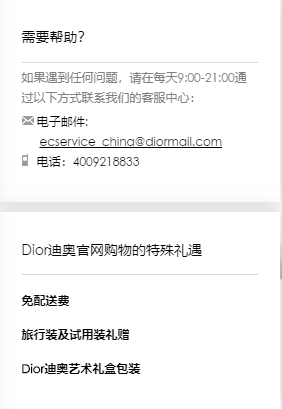 需要帮助？
如果遇到任何问题，请在每天9:00-21:00通
过以下方式联系我们的客服中心：
电子邮件:
ecservice_china@diormail.com
电话：4009218833
Dior迪奥官网购物的特殊礼遇
免配送费
旅行装及试用装礼赠
Dior迪奥艺术礼盒包装